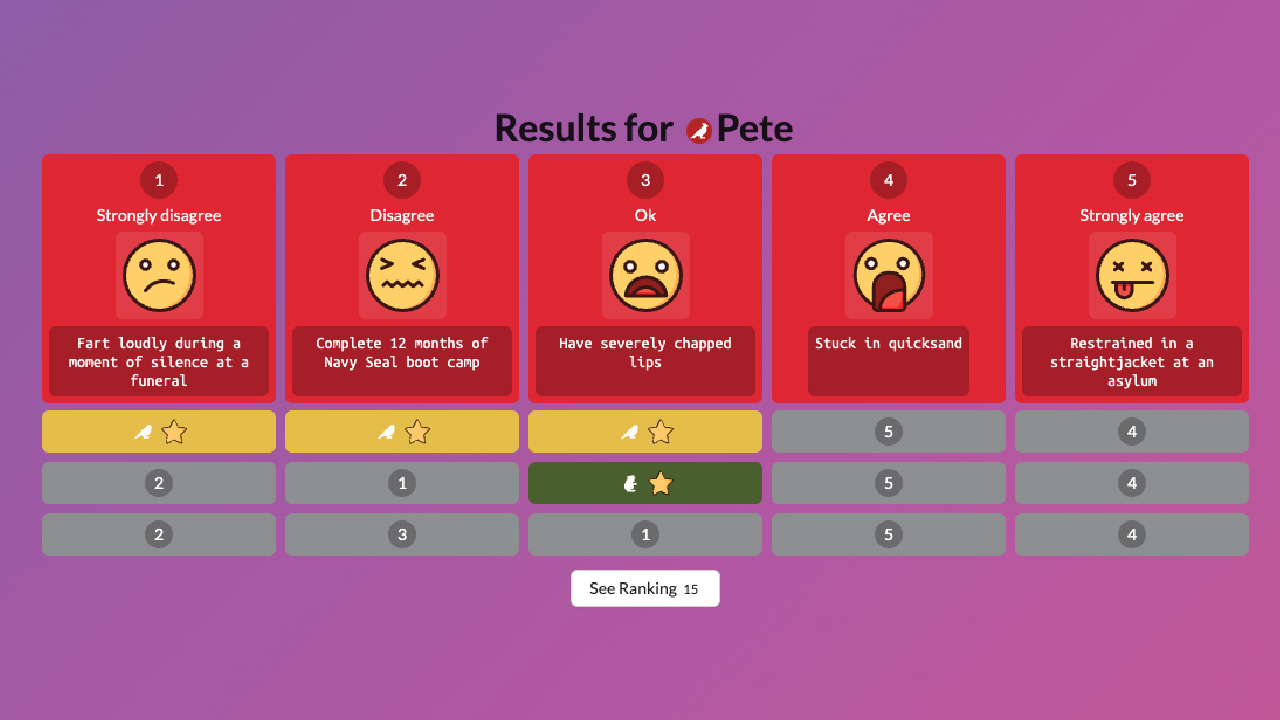 Results for Pete
1 2 3 4 5
Strongly disagree Disagree Ok Agree Strongly agree
Fart loudly during a
moment of silence at a
funeral
Complete 12 months of
Navy Seal boot camp
Have severely chapped
lips
Stuck in quicksand
Restrained in a
straightjacket at an
asylum
5 4
2 1 5 4
2 3 1 5 4
See Ranking 15